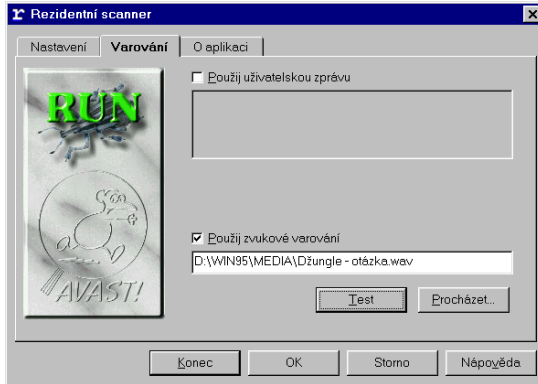 r Rezidentní scanner
Nastavení Varování O aplikaci
RUN
Použij uživatelskou zprávu
Použij zvukové varování
D:\WIN95\MEDIA\Džungle - otázka.wav
AVAST!
Test Procházet...
Konec OK Storno Nápověda